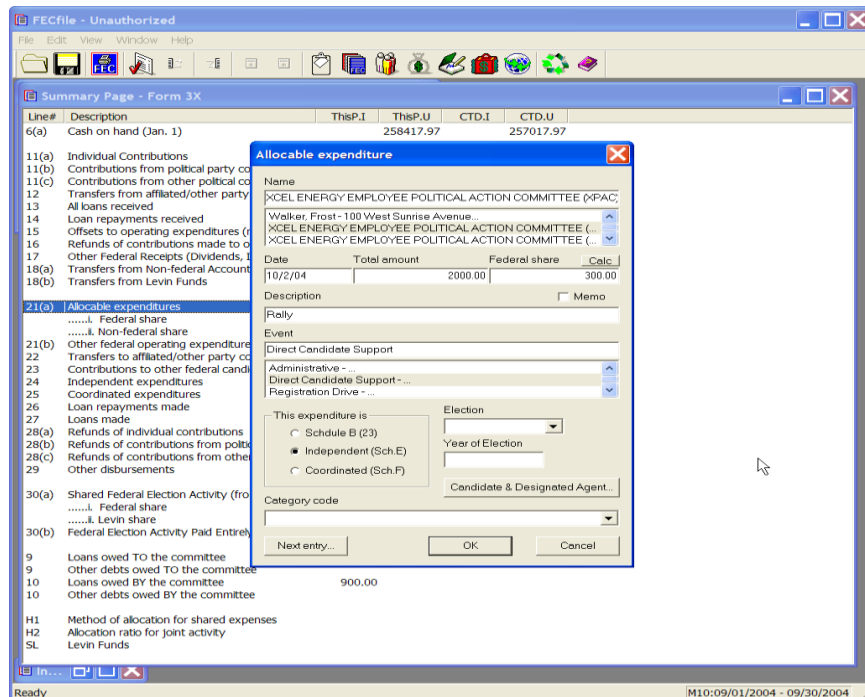 FECfile - Unauthorized
File Edit View Window Help
FEC
FEC
Summary Page - Form 3X
Line# Description ThisP.I ThisP.U CTD.I CTD.U
6(a) Cash on hand (Jan. 1) 258417.97 257017.97
11(a) Individual Contributions
11(b) Contributions from political party co
11(c) Contributions from other political co
12 Transfers from affiliated/other party
13 All loans received
14 Loan repayments received
15 Offsets to operating expenditures (r
16 Refunds of contributions made to o
17 Other Federal Receipts (Dividends, I
18(a) Transfers from Non-federal Account
18(b) Transfers from Levin Funds
21(a) Allocable expenditures
......i. Federal share
......ii. Non-federal share
21(b) Other federal operating expenditure
22 Transfers to affiliated/other party co
23 Contributions to other federal candi
24 Independent expenditures
25 Coordinated expenditures
26 Loan repayments made
27 Loans made
28(a) Refunds of individual contributions
28(b) Refunds of contributions from politic
28(c) Refunds of contributions from other
29 Other disbursements
30(a) Shared Federal Election Activity (fro
......i. Federal share
......ii. Levin share
30(b) Federal Election Activity Paid Entirely
9 Loans owed TO the committee
9 Other debts owed TO the committee
10 Loans owed BY the committee 900.00
10 Other debts owed BY the committee
H1 Method of allocation for shared expenses
H2 Allocation ratio for joint activity
SL Levin Funds
Allocable expenditure
Name
XCEL ENERGY EMPLOYEE POLITICAL ACTION COMMITTEE (XPAC)
Walker, Frost - 100 West Sunrise Avenue...
XCEL ENERGY EMPLOYEE POLITICAL ACTION COMMITTEE (...
XCEL ENERGY EMPLOYEE POLITICAL ACTION COMMITTEE (...
Date Total amount Federal share Calc
10/2/04 2000.00 300.00
Description Memo
Rally
Event
Direct Candidate Support
Administrative - ...
Direct Candidate Support - ...
Registration Drive - ...
This expenditure is
Schdule B (23)
Independent (Sch.E)
Coordinated (Sch.F)
Election
Year of Election
Candidate & Designated Agent...
Category code
Next entry... OK Cancel
In...
Ready M10:09/01/2004 - 09/30/2004